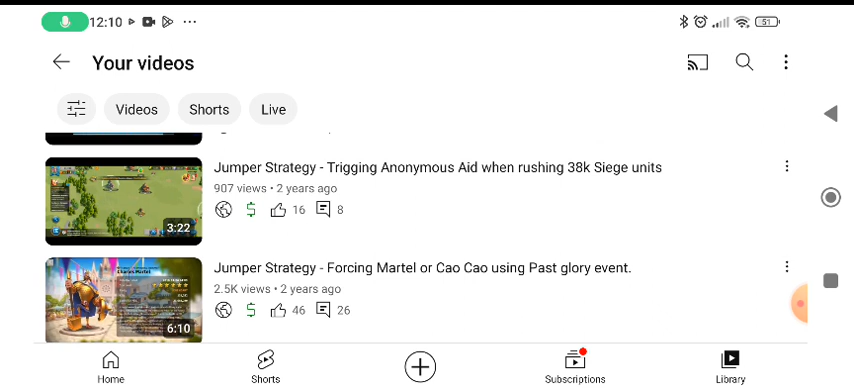 12:10
51
Your videos
Videos
Shorts
Live
Jumper Strategy - Trigging Anonymous Aid when rushing 38k Siege units
907 views • 2 years ago
$ 16 8
3:22
Jumper Strategy - Forcing Martel or Cao Cao using Past glory event.
2.5K views • 2 years ago
$ 46 26
6:10
Home
Shorts
Subscriptions
Library